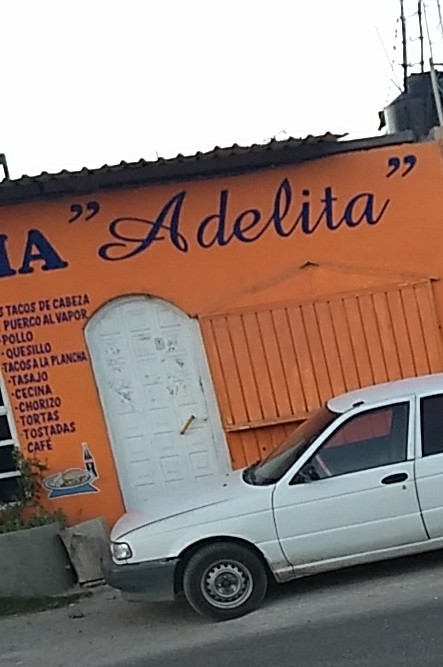 IA "Adelita"
TACOS DE CABEZA
PUERCO AL VAPOR
-POLLO
-QUESILLO
TACOS A LA PLANCHA
-TASAJO
-CECINA
-CHORIZO
-TORTAS
-TOSTADAS
CAFÉ